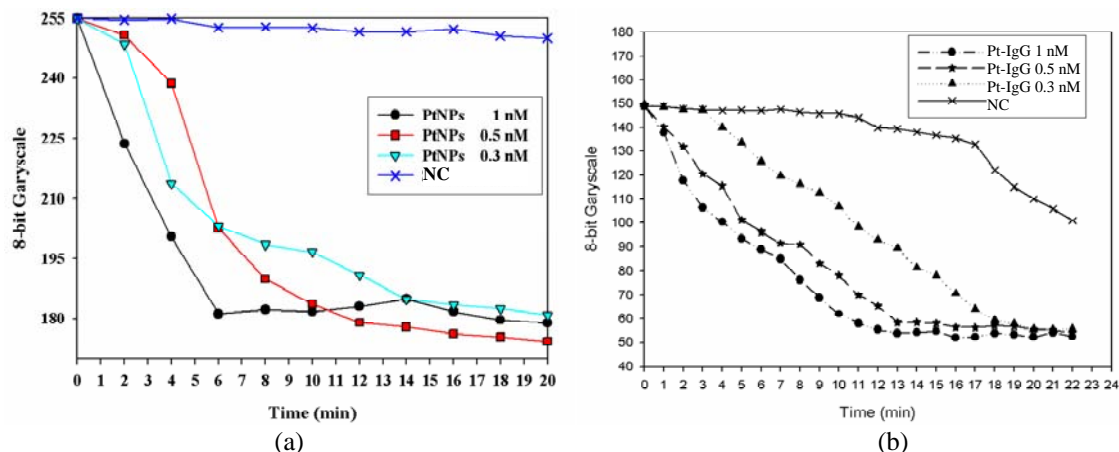 255
240
225
210
195
180
8-bit Garyscale
PtNPs 1 nM
PtNPs 0.5 nM
PtNPs 0.3 nM
NC
0 1 2 3 4 5 6 7 8 9 10 11 12 13 14 15 16 17 18 19 20
Time (min)
(a)
180
170
160
150
140
130
120
110
100
90
80
70
60
50
40
8-bit Garyscale
Pt-IgG 1 nM
Pt-IgG 0.5 nM
Pt-IgG 0.3 nM
NC
0 1 2 3 4 5 6 7 8 9 10 11 12 13 14 15 16 17 18 19 20 21 22 23 24
Time (min)
(b)